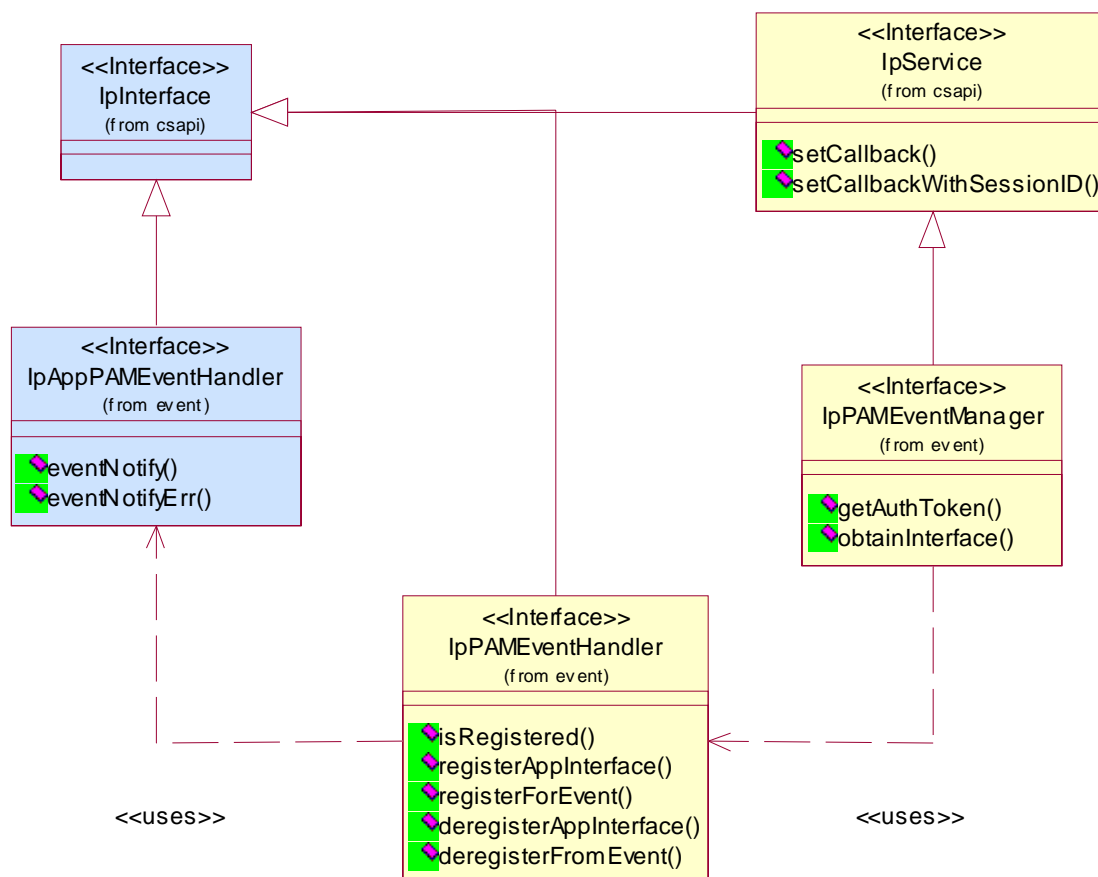 <<Interface>>
IpInterface
(from csapi)
<<Interface>>
IpService
(from csapi)
setCallback()
setCallbackWithSessionID()
<<Interface>>
IpAppPAMEventHandler
(from event)
eventNotify()
eventNotifyErr()
<<Interface>>
IpPAMEventManager
(from event)
getAuthToken()
obtainInterface()
<<Interface>>
IpPAMEventHandler
(from event)
isRegistered()
registerAppInterface()
registerForEvent()
deregisterAppInterface()
deregisterFromEvent()
<<uses>>
<<uses>>